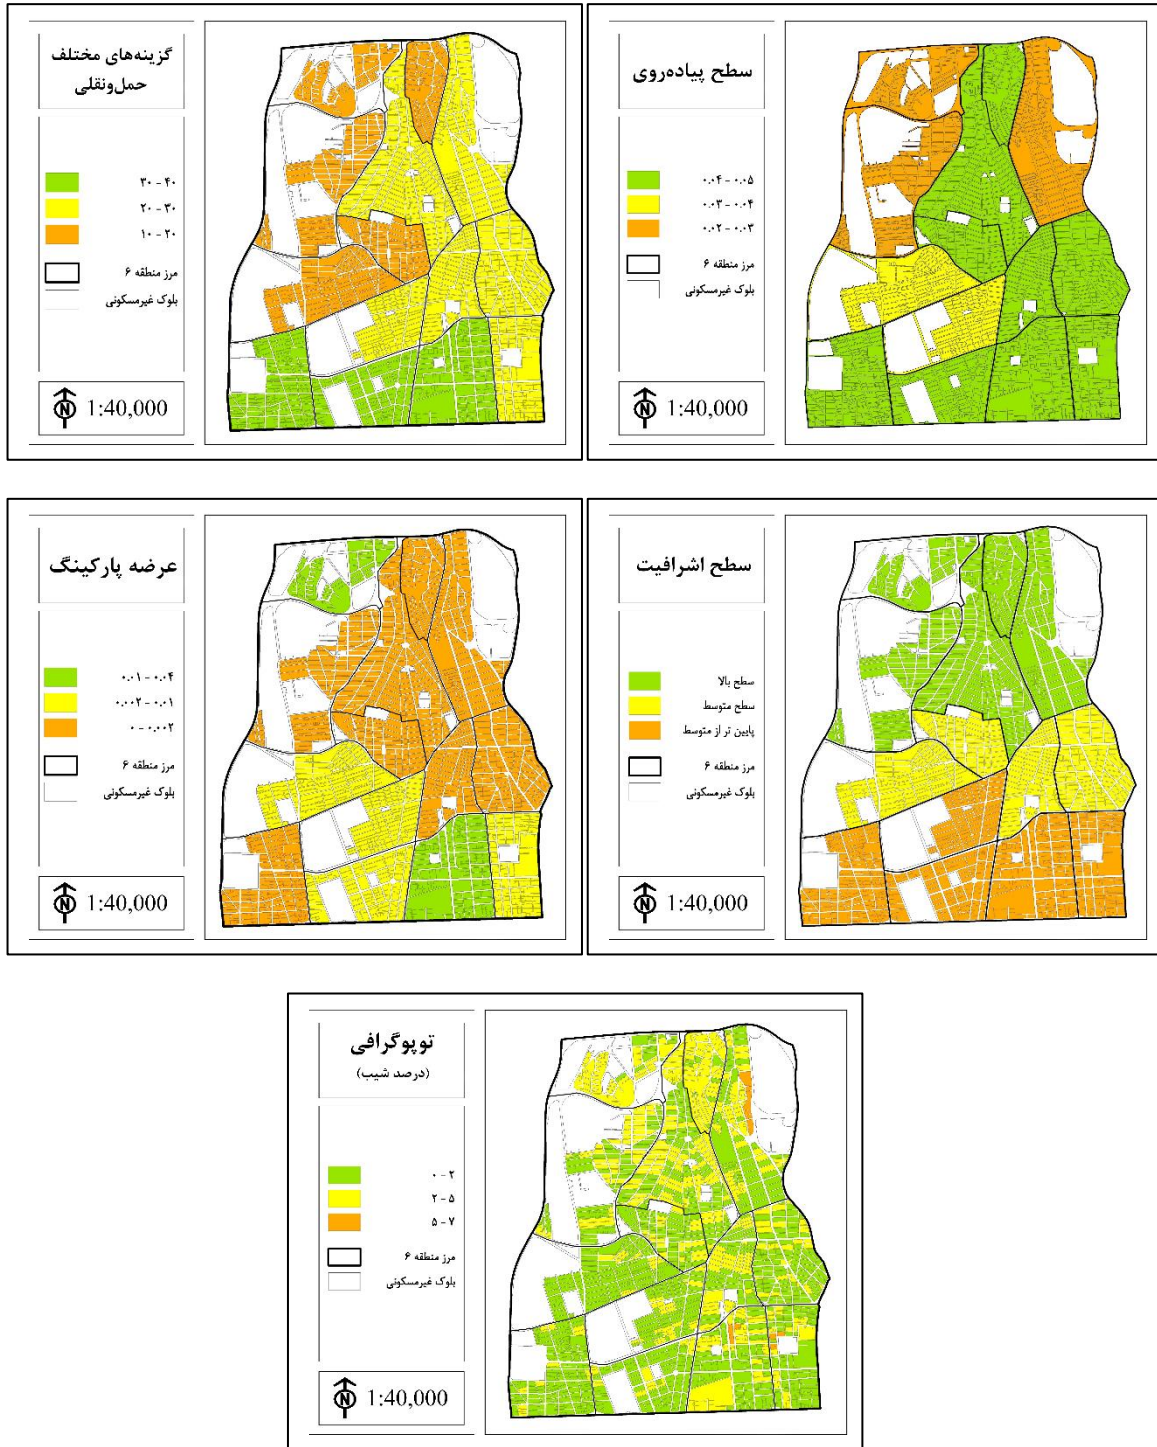 گزینه‌های مختلف
حمل‌ونقلی
۳۰ - ۴۰
۲۰ - ۳۰
۱۰ - ۲۰
مرز منطقه ۶
بلوک غیرمسکونی
N 1:40,000
سطح پیاده‌روی
۰.۰۴ - ۰.۰۵
۰.۰۳ - ۰.۰۴
۰.۰۲ - ۰.۰۳
مرز منطقه ۶
بلوک غیرمسکونی
N 1:40,000
عرضه پارکینگ
۰.۰۱ - ۰.۰۴
۰.۰۰۲ - ۰.۰۱
۰ - ۰.۰۰۲
مرز منطقه ۶
بلوک غیرمسکونی
N 1:40,000
سطح اشرافیت
سطح بالا
سطح متوسط
پایین تر از متوسط
مرز منطقه ۶
بلوک غیرمسکونی
N 1:40,000
توپوگرافی
(درصد شیب)
۰ - ۲
۲ - ۵
۵ - ۷
مرز منطقه ۶
بلوک غیرمسکونی
N 1:40,000